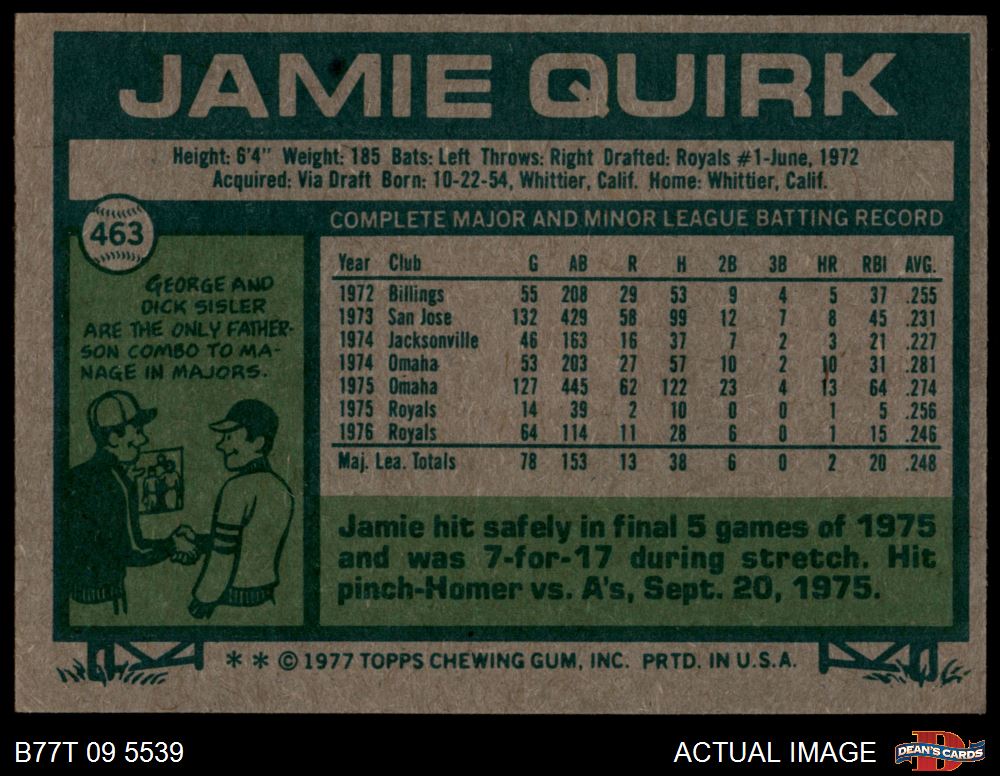 JAMIE QUIRK
Height: 6'4" Weight: 185 Bats: Left Throws: Right Drafted: Royals #1-June, 1972
Acquired: Via Draft Born: 10-22-54, Whittier, Calif. Home: Whittier, Calif.
463
GEORGE AND
DICK SISLER
ARE THE ONLY FATHER-
SON COMBO TO MA-
NAGE IN MAJORS.
COMPLETE MAJOR AND MINOR LEAGUE BATTING RECORD
Year Club G AB R H 2B 3B HR RBI AVG.
1972 Billings 55 208 29 53 9 4 5 37 .255
1973 San Jose 132 429 58 99 12 7 8 45 .231
1974 Jacksonville 46 163 16 37 7 2 3 21 .227
1974 Omaha 53 203 27 57 10 2 10 31 .281
1975 Omaha 127 445 62 122 23 4 13 64 .274
1975 Royals 14 39 2 10 0 0 1 5 .256
1976 Royals 64 114 11 28 6 0 1 15 .246
Maj. Lea. Totals 78 153 13 38 6 0 2 20 .248
Jamie hit safely in final 5 games of 1975
and was 7-for-17 during stretch. Hit
pinch-Homer vs. A's, Sept. 20, 1975.
** © 1977 TOPPS CHEWING GUM, INC. PRTD. IN U.S.A.
B77T 09 5539
ACTUAL IMAGE
D
DEAN'S CARDS